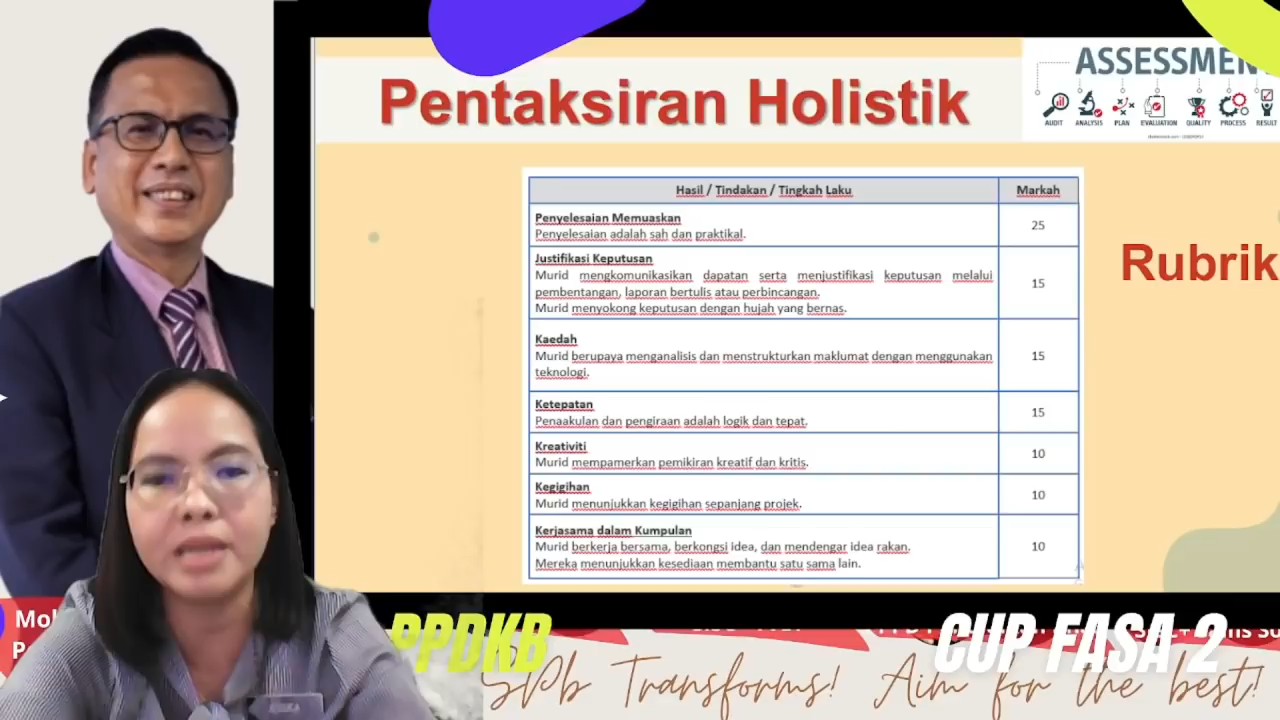 ASSESSMEN
AUDIT ANALYSIS PLAN EVALUATION QUALITY PROCESS RESULT
Pentaksiran Holistik
Rubrik
Hasil / Tindakan / Tingkah Laku Markah
Penyelesaian Memuaskan
Penyelesaian adalah sah dan praktikal.
25
Justifikasi Keputusan
Murid mengkomunikasikan dapatan serta menjustifikasi keputusan melalui
pembentangan, laporan bertulis atau perbincangan.
Murid menyokong keputusan dengan hujah yang bernas.
15
Kaedah
Murid berupaya menganalisis dan menstrukturkan maklumat dengan menggunakan
teknologi.
15
Ketepatan
Penaakulan dan pengiraan adalah logik dan tepat.
15
Kreativiti
Murid mempamerkan pemikiran kreatif dan kritis.
10
Kegigihan
Murid menunjukkan kegigihan sepanjang projek.
10
Kerjasama dalam Kumpulan
Murid berkerja bersama, berkongsi idea, dan mendengar idea rakan.
Mereka menunjukkan kesediaan membantu satu sama lain.
10
Moh
P
PPDKB
CUP FASA 2
SPb Transforms! Aim for the best!